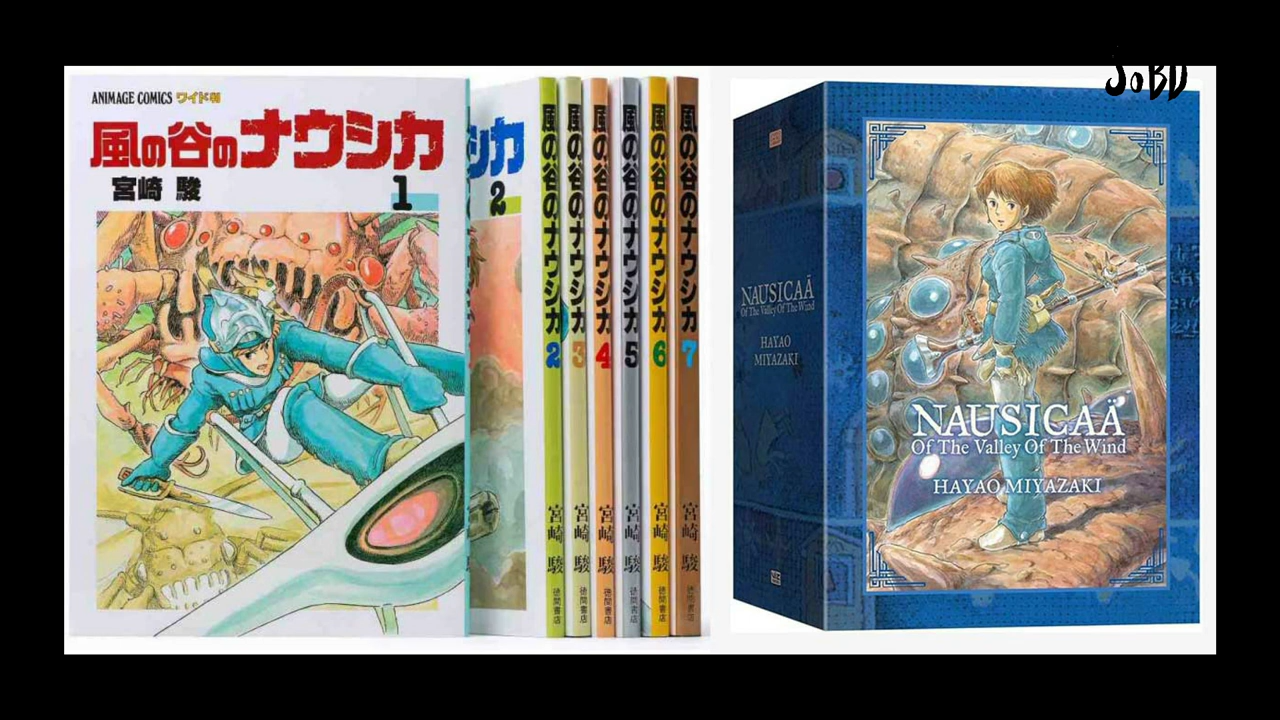 JOBD
ANIMAGE COMICS ワイド判
風の谷のナウシカ
宮崎 駿
1
シカ
2
風の谷のナウシカ 2 宮崎 駿 徳間書店
風の谷のナウシカ 3 宮崎 駿 徳間書店
風の谷のナウシカ 4 宮崎 駿 徳間書店
風の谷のナウシカ 5 宮崎 駿 徳間書店
風の谷のナウシカ 6 宮崎 駿 徳間書店
風の谷のナウシカ 7 宮崎 駿 徳間書店
NAUSICAÄ
Of The Valley Of The Wind
HAYAO
MIYAZAKI
NAUSICAÄ
Of The Valley Of The Wind
HAYAO MIYAZAKI